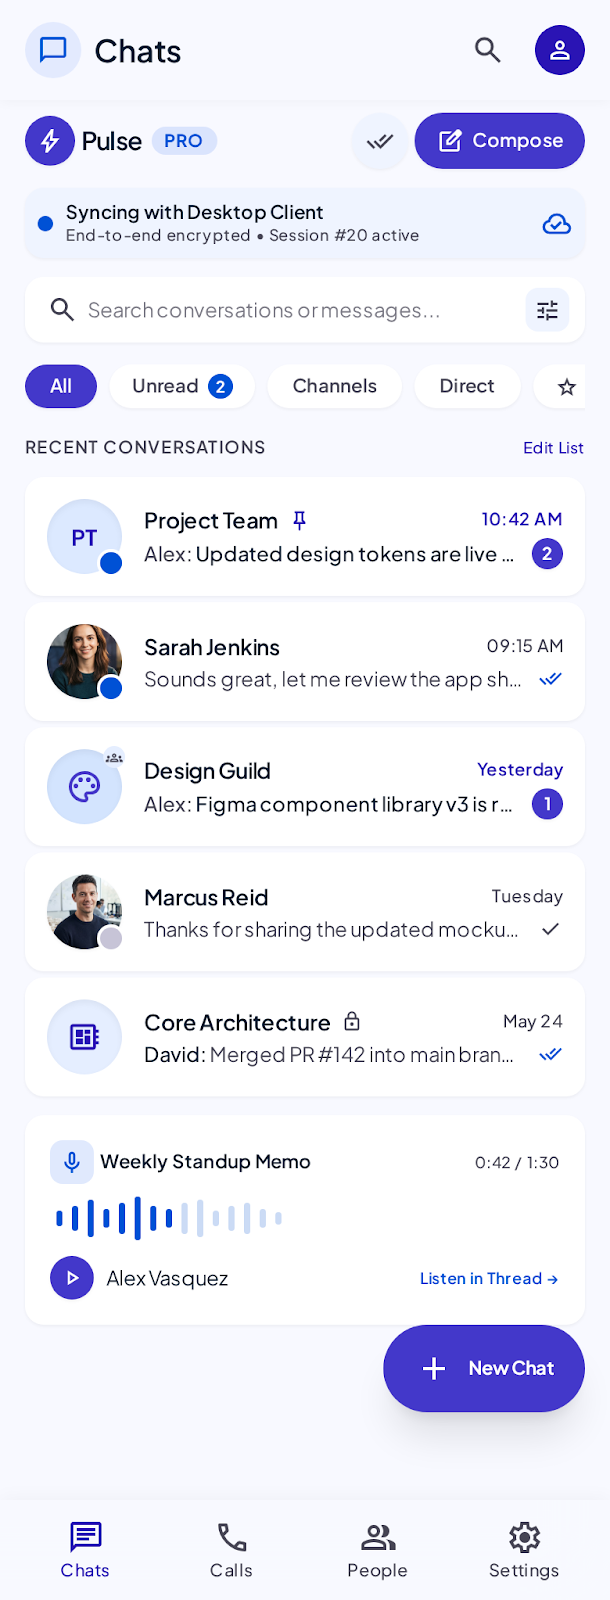 Chats
Pulse PRO Compose
Syncing with Desktop Client
End-to-end encrypted • Session #20 active
Search conversations or messages...
All Unread 2 Channels Direct
RECENT CONVERSATIONS Edit List
PT Project Team 10:42 AM
Alex: Updated design tokens are live ... 2
Sarah Jenkins 09:15 AM
Sounds great, let me review the app sh...
Design Guild Yesterday
Alex: Figma component library v3 is r... 1
Marcus Reid Tuesday
Thanks for sharing the updated mocku...
Core Architecture May 24
David: Merged PR #142 into main bran...
Weekly Standup Memo 0:42 / 1:30
Alex Vasquez Listen in Thread →
New Chat
Chats Calls People Settings